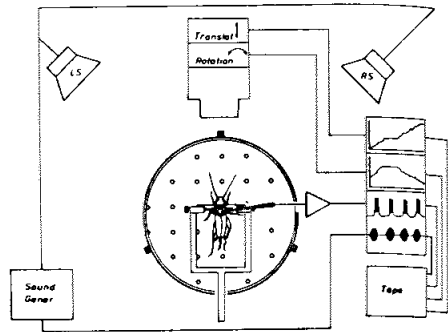 Translat
Rotation
LS
RS
Sound
Gener
Tape